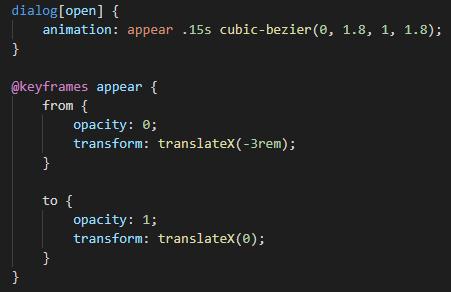 dialog[open] {
    animation: appear .15s cubic-bezier(0, 1.8, 1, 1.8);
}

@keyframes appear {
    from {
        opacity: 0;
        transform: translateX(-3rem);
    }

    to {
        opacity: 1;
        transform: translateX(0);
    }
}